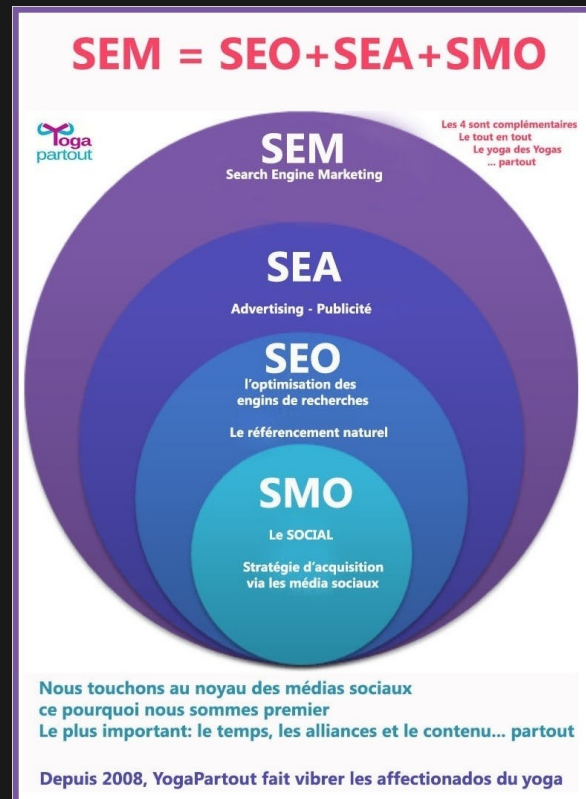 SEM = SEO+SEA+SMO
Yoga
partout
Les 4 sont complémentaires
Le tout en tout
Le yoga des Yogas
... partout
SEM
Search Engine Marketing
SEA
Advertising - Publicité
SEO
l'optimisation des
engins de recherches
Le référencement naturel
SMO
Le SOCIAL
Stratégie d'acquisition
via les média sociaux
Nous touchons au noyau des médias sociaux
ce pourquoi nous sommes premier
Le plus important: le temps, les alliances et le contenu... partout
Depuis 2008, YogaPartout fait vibrer les affectionados du yoga